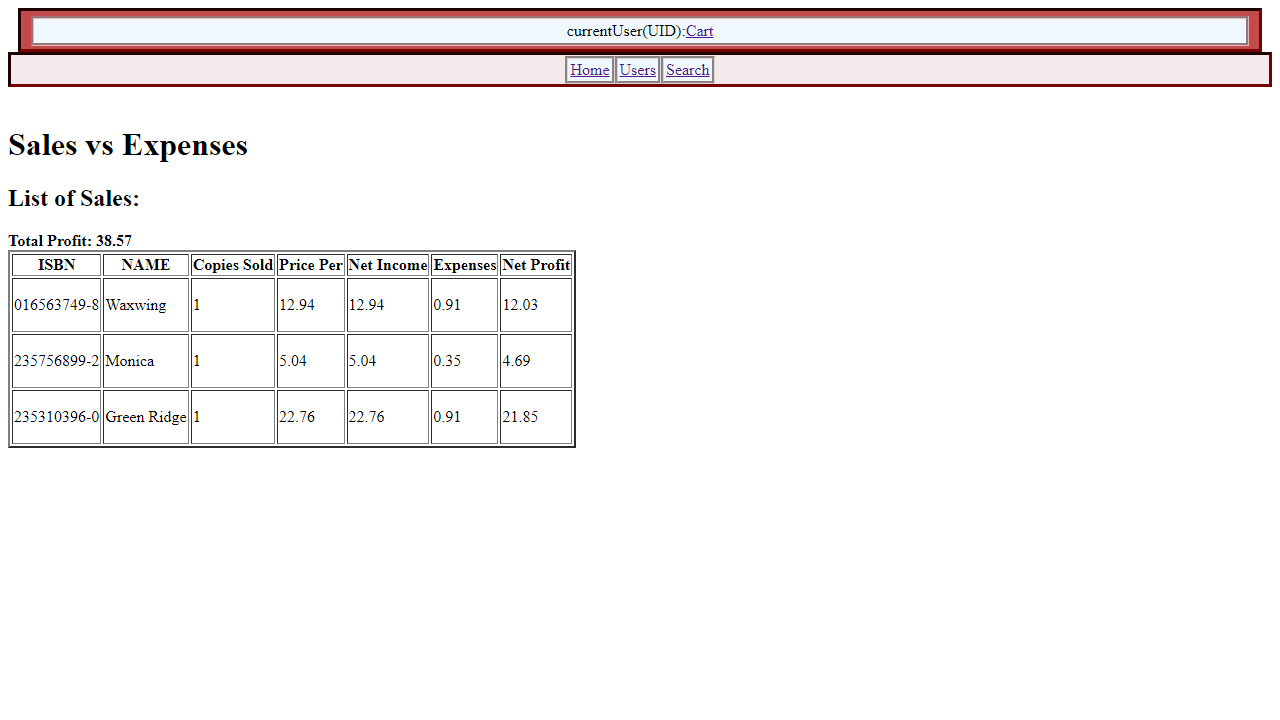 currentUser(UID):Cart
Home Users Search
Sales vs Expenses
List of Sales:
Total Profit: 38.57
ISBN NAME Copies Sold Price Per Net Income Expenses Net Profit
016563749-8 Waxwing 1 12.94 12.94 0.91 12.03
235756899-2 Monica 1 5.04 5.04 0.35 4.69
235310396-0 Green Ridge 1 22.76 22.76 0.91 21.85